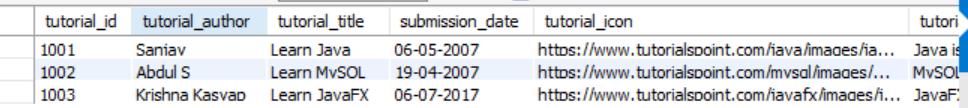 tutorial_id tutorial_author tutorial_title submission_date tutorial_icon tutori
1001 Sanjay Learn Java 06-05-2007 https://www.tutorialspoint.com/java/images/ja... Java is
1002 Abdul S Learn MySQL 19-04-2007 https://www.tutorialspoint.com/mysql/images/... MySQL
1003 Krishna Kasyap Learn JavaFX 06-07-2017 https://www.tutorialspoint.com/javafx/images/i... JavaF